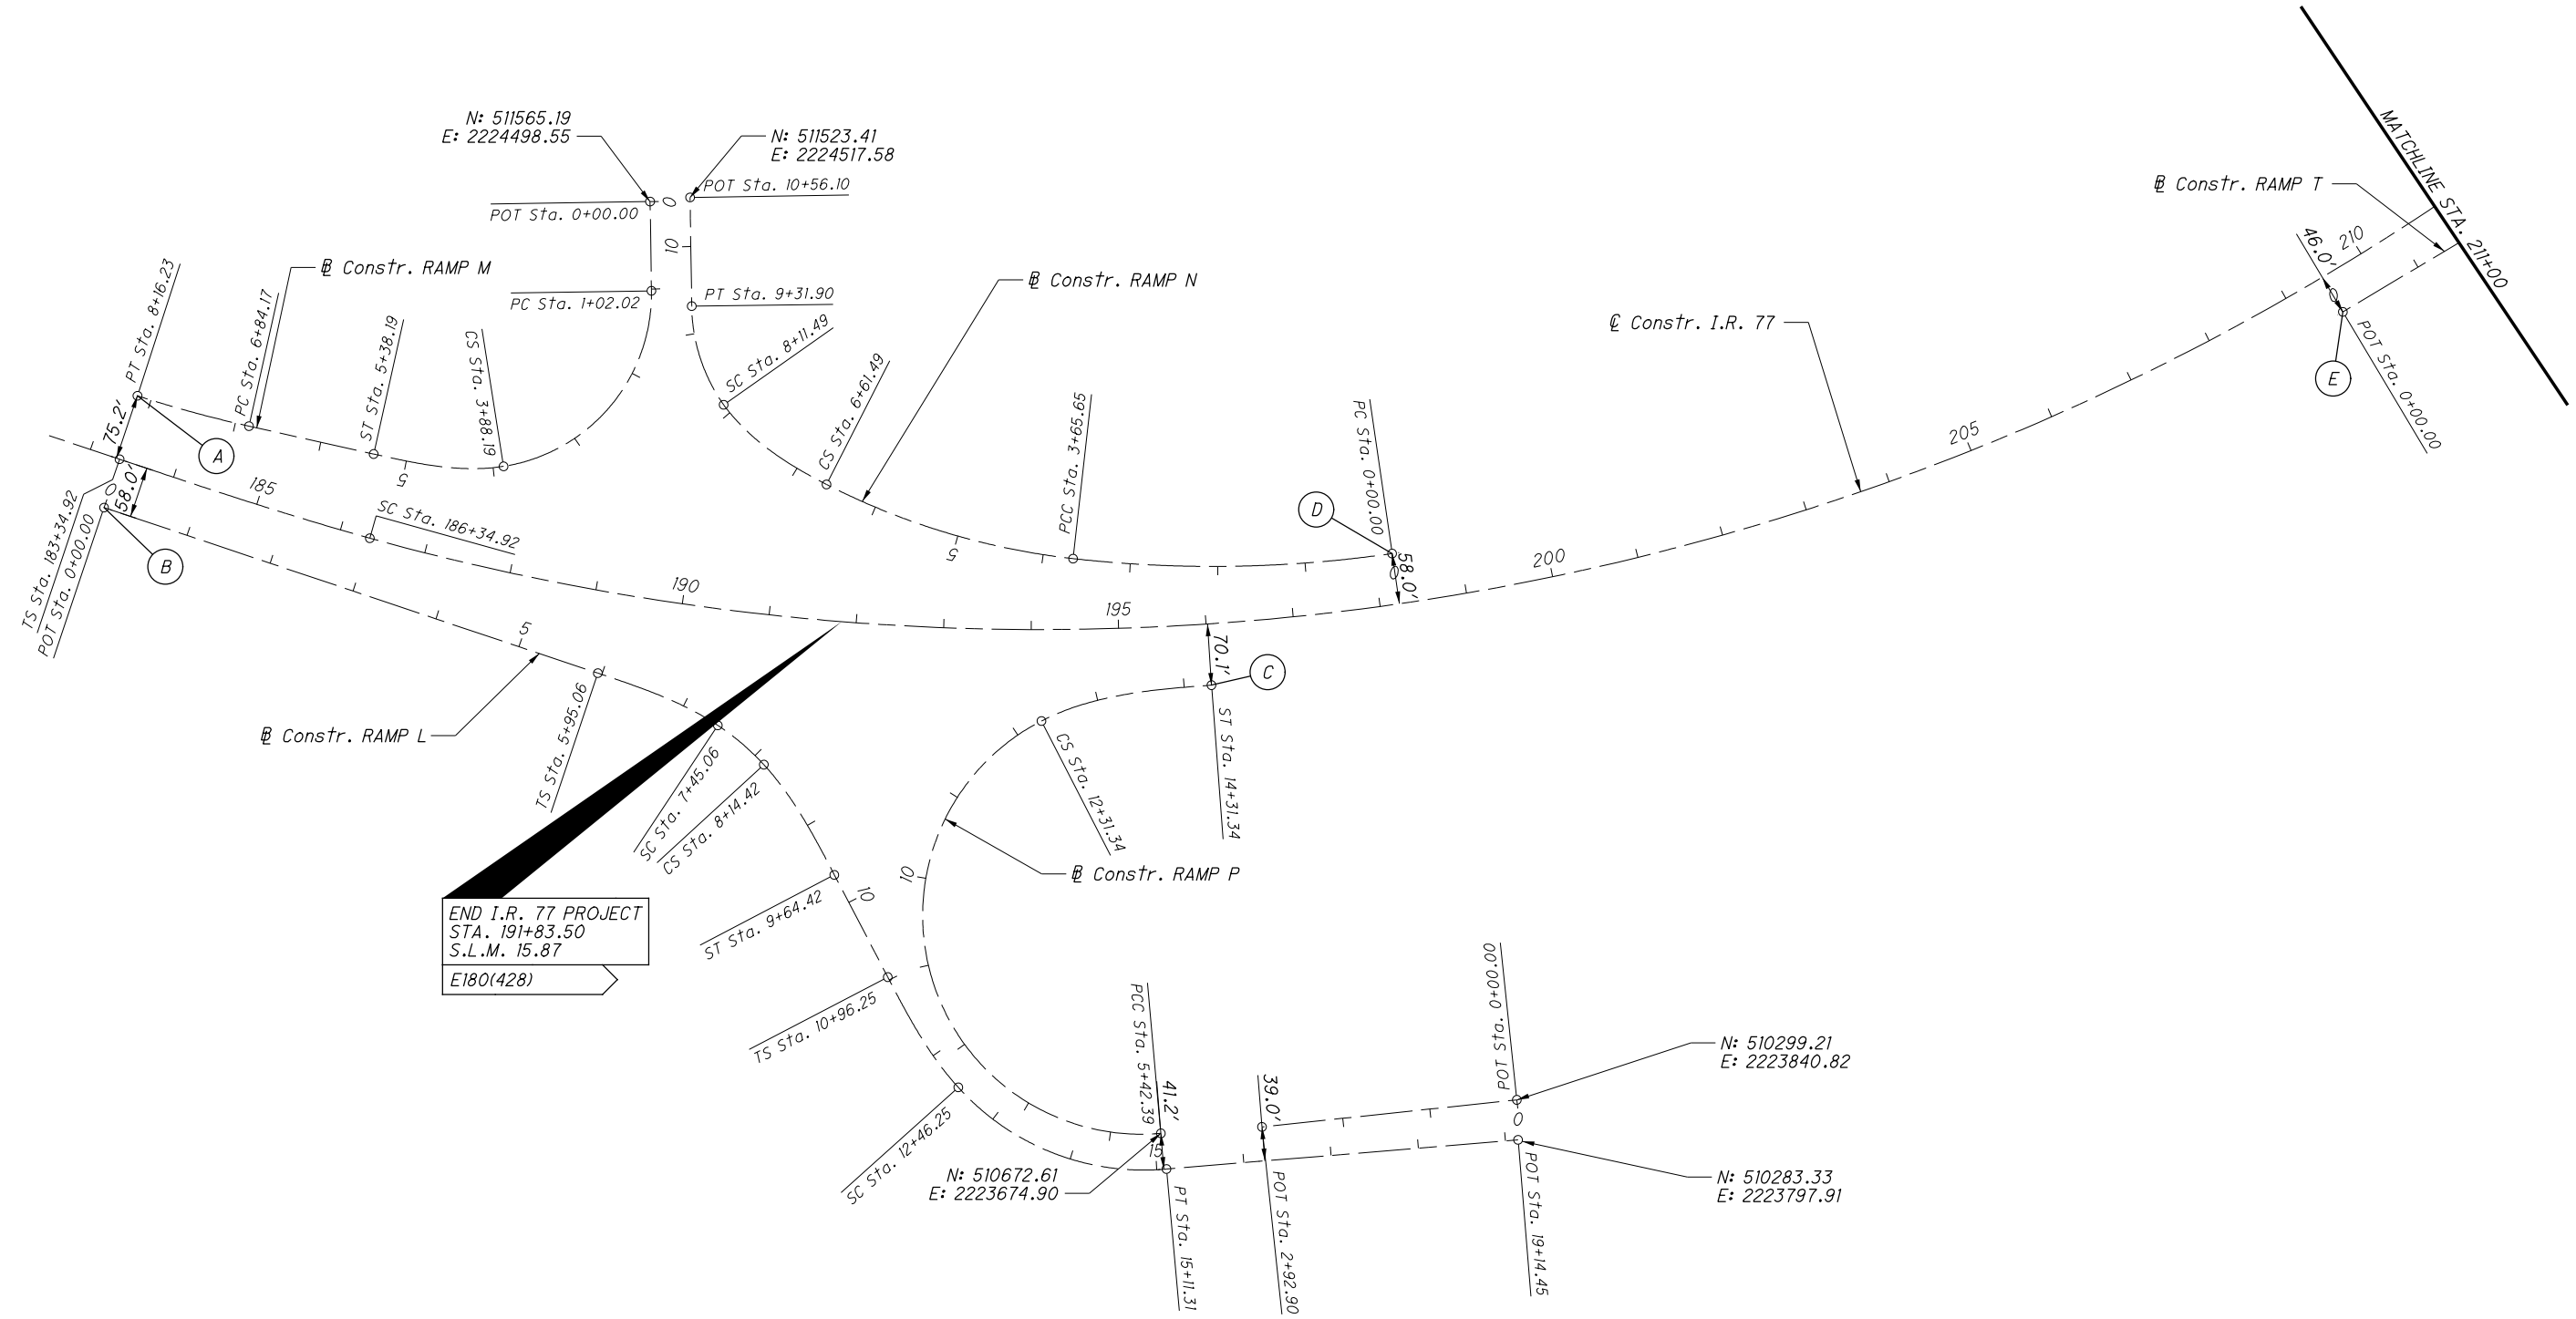 N: 511565.19
E: 2224498.55
N: 511523.41
E: 2224517.58
POT Sta. 10+56.10
POT Sta. 0+00.00
0
10
MATCHLINE STA. 211+00
℄ Constr. RAMP T
46.0'
210
0
E
POT Sta. 0+00.00
PT Sta. 8+16.23
PC Sta. 6+84.17
℄ Constr. RAMP M
PC Sta. 1+02.02
PT Sta. 9+31.90
℄ Constr. RAMP N
℄ Constr. I.R. 77
ST Sta. 5+38.19
CS Sta. 3+88.19
SC Sta. 8+11.49
CS Sta. 6+61.49
PCC Sta. 3+65.65
PC Sta. 0+00.00
75.2'
A
5
205
58.0'
0
185
SC Sta. 186+34.92
D
TS Sta. 183+34.92
POT Sta. 0+00.00
B
5
0
58.0'
200
190
195
5
70.1'
C
TS Sta. 5+95.06
℄ Constr. RAMP L
SC Sta. 7+45.06
CS Sta. 8+14.42
ST Sta. 14+31.34
CS Sta. 12+31.34
℄ Constr. RAMP P
10
10
END I.R. 77 PROJECT
STA. 191+83.50
S.L.M. 15.87
E180(428)
ST Sta. 9+64.42
TS Sta. 10+96.25
PCC Sta. 5+42.39
41.2'
39.0'
POT Sta. 0+00.00
N: 510299.21
E: 2223840.82
0
15
SC Sta. 12+46.25
N: 510672.61
E: 2223674.90
PT Sta. 15+11.31
POT Sta. 2+92.90
POT Sta. 19+14.45
N: 510283.33
E: 2223797.91